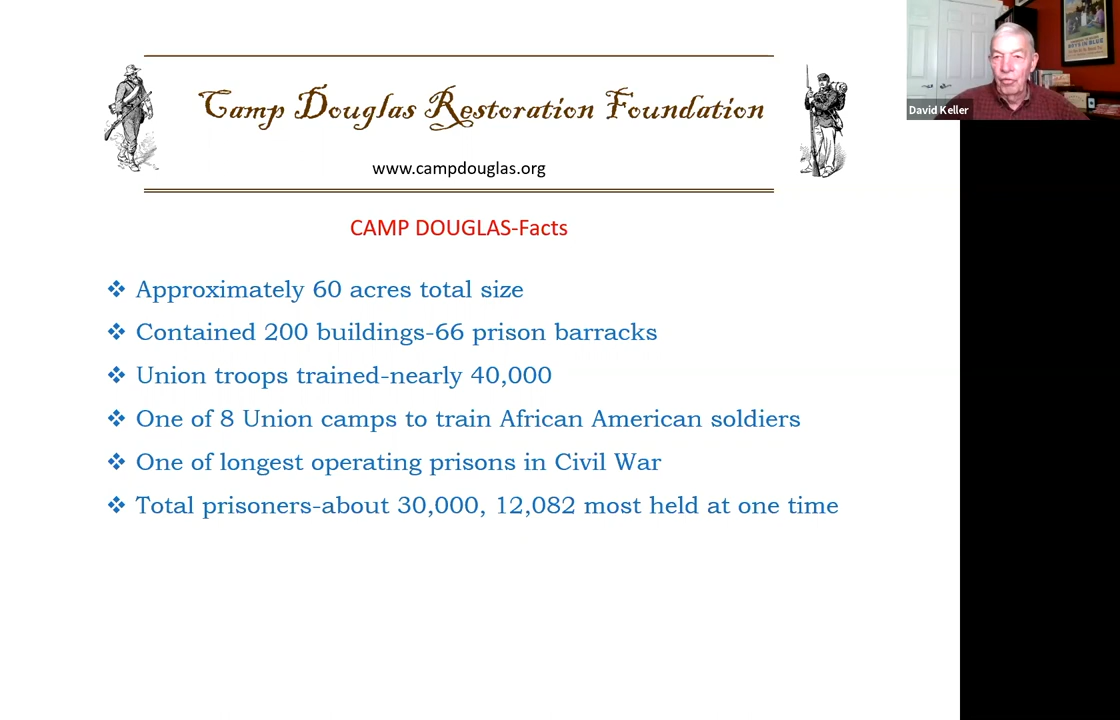 Camp Douglas Restoration Foundation
www.campdouglas.org
CAMP DOUGLAS-Facts
❖ Approximately 60 acres total size
❖ Contained 200 buildings-66 prison barracks
❖ Union troops trained-nearly 40,000
❖ One of 8 Union camps to train African American soldiers
❖ One of longest operating prisons in Civil War
❖ Total prisoners-about 30,000, 12,082 most held at one time
David Keller